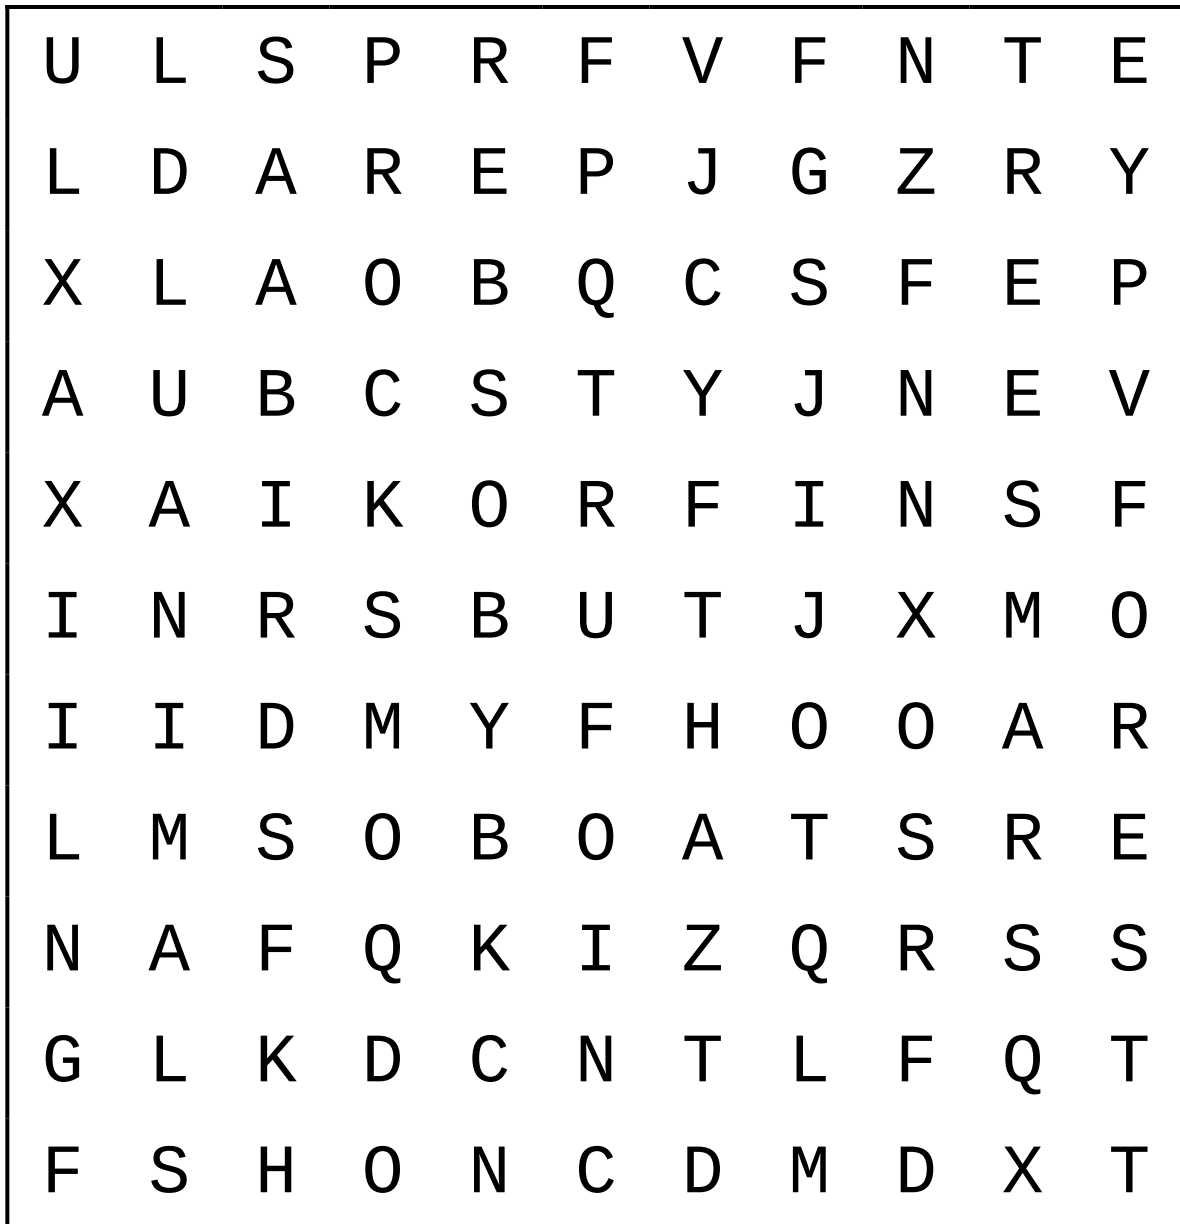 U L S P R F V F N T E
L D A R E P J G Z R Y
X L A O B Q C S F E P
A U B C S T Y J N E V
X A I K O R F I N S F
I N R S B U T J X M O
I I D M Y F H O O A R
L M S O B O A T S R E
N A F Q K I Z Q R S S
G L K D C N T L F Q T
F S H O N C D M D X T